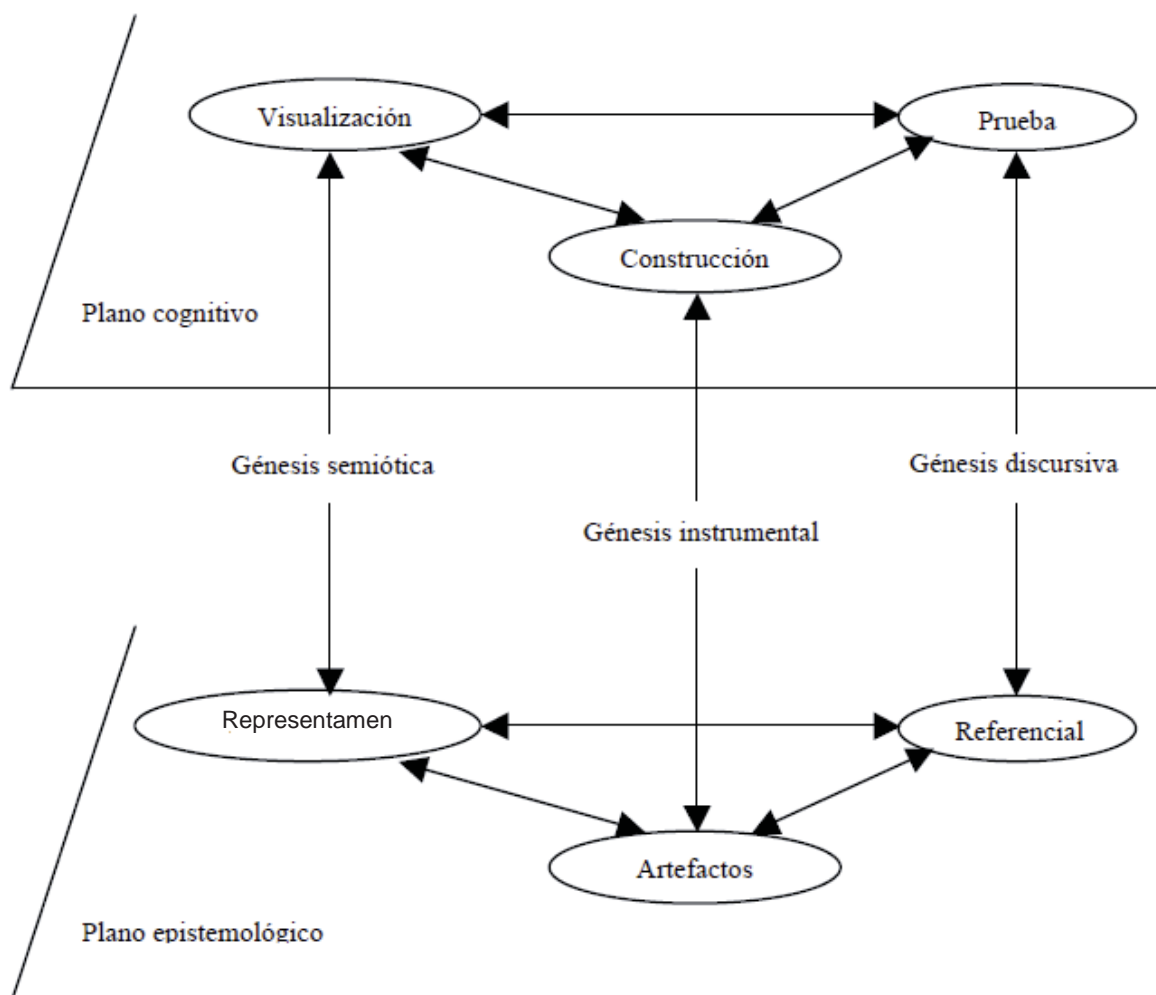 Visualización
Prueba
Construcción
Plano cognitivo
Génesis semiótica
Génesis discursiva
Génesis instrumental
Representamen
Referencial
Artefactos
Plano epistemológico